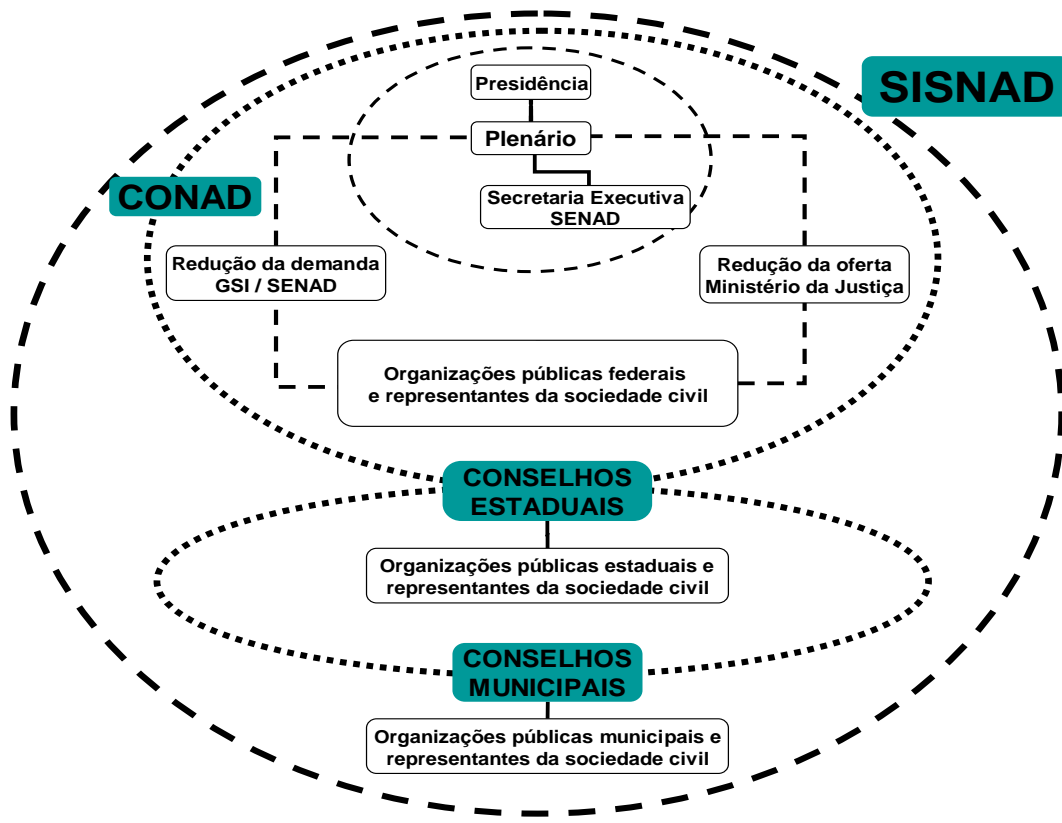 SISNAD
Presidência
Plenário
CONAD
Secretaria Executiva
SENAD
Redução da demanda
GSI / SENAD
Redução da oferta
Ministério da Justiça
Organizações públicas federais
e representantes da sociedade civil
CONSELHOS
ESTADUAIS
Organizações públicas estaduais e
representantes da sociedade civil
CONSELHOS
MUNICIPAIS
Organizações públicas municipais e
representantes da sociedade civil